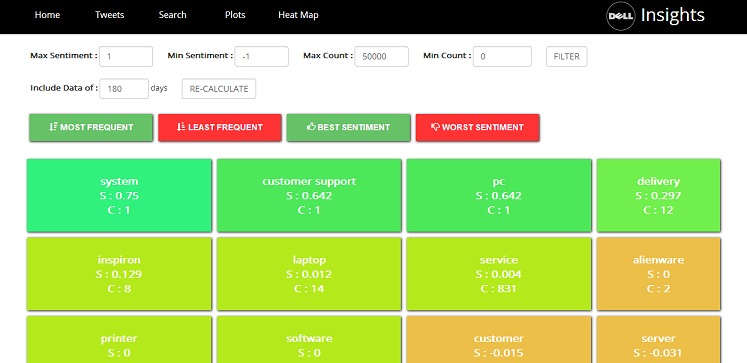 Home Tweets Search Plots Heat Map DELL Insights
Max Sentiment : 1 Min Sentiment : -1 Max Count : 50000 Min Count : 0 FILTER
Include Data of : 180 days RE-CALCULATE
MOST FREQUENT LEAST FREQUENT BEST SENTIMENT WORST SENTIMENT
system customer support pc delivery
S : 0.75 S : 0.642 S : 0.642 S : 0.297
C : 1 C : 1 C : 1 C : 12
inspiron laptop service alienware
S : 0.129 S : 0.012 S : 0.004 S : 0
C : 8 C : 14 C : 831 C : 2
printer software customer server
S : 0 S : 0 S : -0.015 S : -0.031